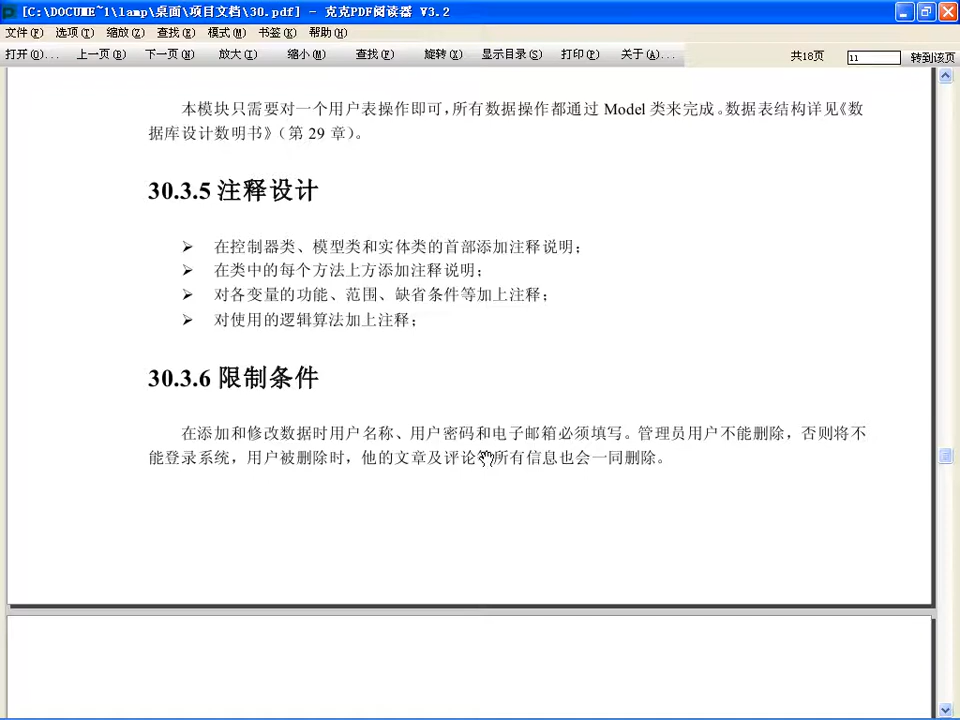 [C:\DOCUME~1\lamp\桌面\项目文档\30.pdf] - 克克PDF阅读器 V3.2
文件(F) 选项(T) 缩放(Z) 查找(E) 模式(M) 书签(K) 帮助(H)
打开(O)... 上一页(B) 下一页(N) 放大(I) 缩小(M) 查找(F) 旋转(X) 显示目录(S) 打印(P) 关于(A)... 共18页 11 转到该页
本模块只需要对一个用户表操作即可,所有数据操作都通过 Model 类来完成。数据表结构详见《数
据库设计数明书》(第 29 章)。
30.3.5 注释设计
➢ 在控制器类、模型类和实体类的首部添加注释说明;
➢ 在类中的每个方法上方添加注释说明;
➢ 对各变量的功能、范围、缺省条件等加上注释;
➢ 对使用的逻辑算法加上注释;
30.3.6 限制条件
在添加和修改数据时用户名称、用户密码和电子邮箱必须填写。管理员用户不能删除,否则将不
能登录系统,用户被删除时,他的文章及评论所有信息也会一同删除。